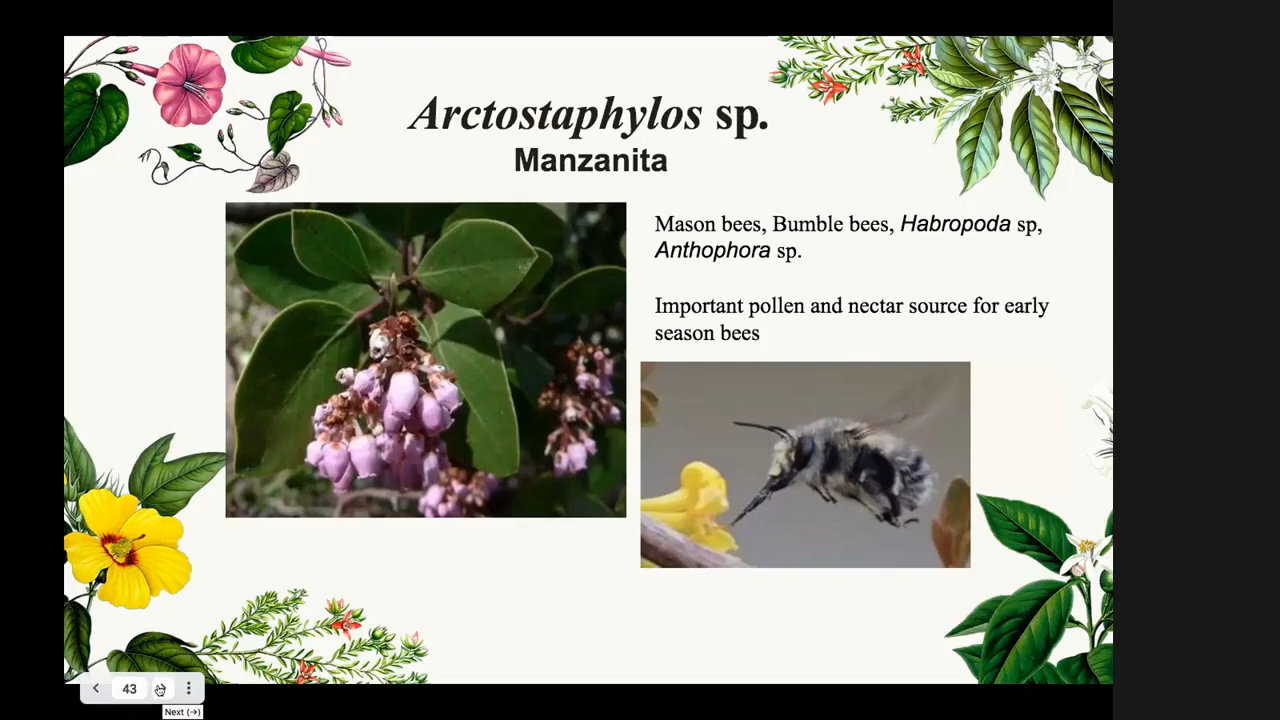 Arctostaphylos sp.
Manzanita
Mason bees, Bumble bees, Habropoda sp,
Anthophora sp.
Important pollen and nectar source for early
season bees
43
Next (→)